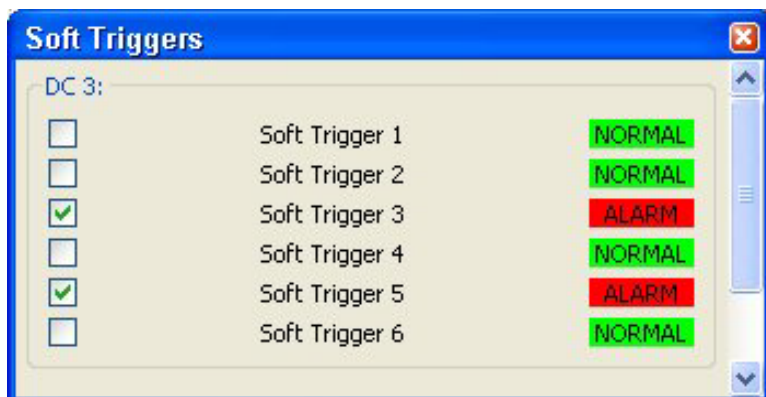 Soft Triggers
DC 3:
Soft Trigger 1 NORMAL
Soft Trigger 2 NORMAL
Soft Trigger 3 ALARM
Soft Trigger 4 NORMAL
Soft Trigger 5 ALARM
Soft Trigger 6 NORMAL